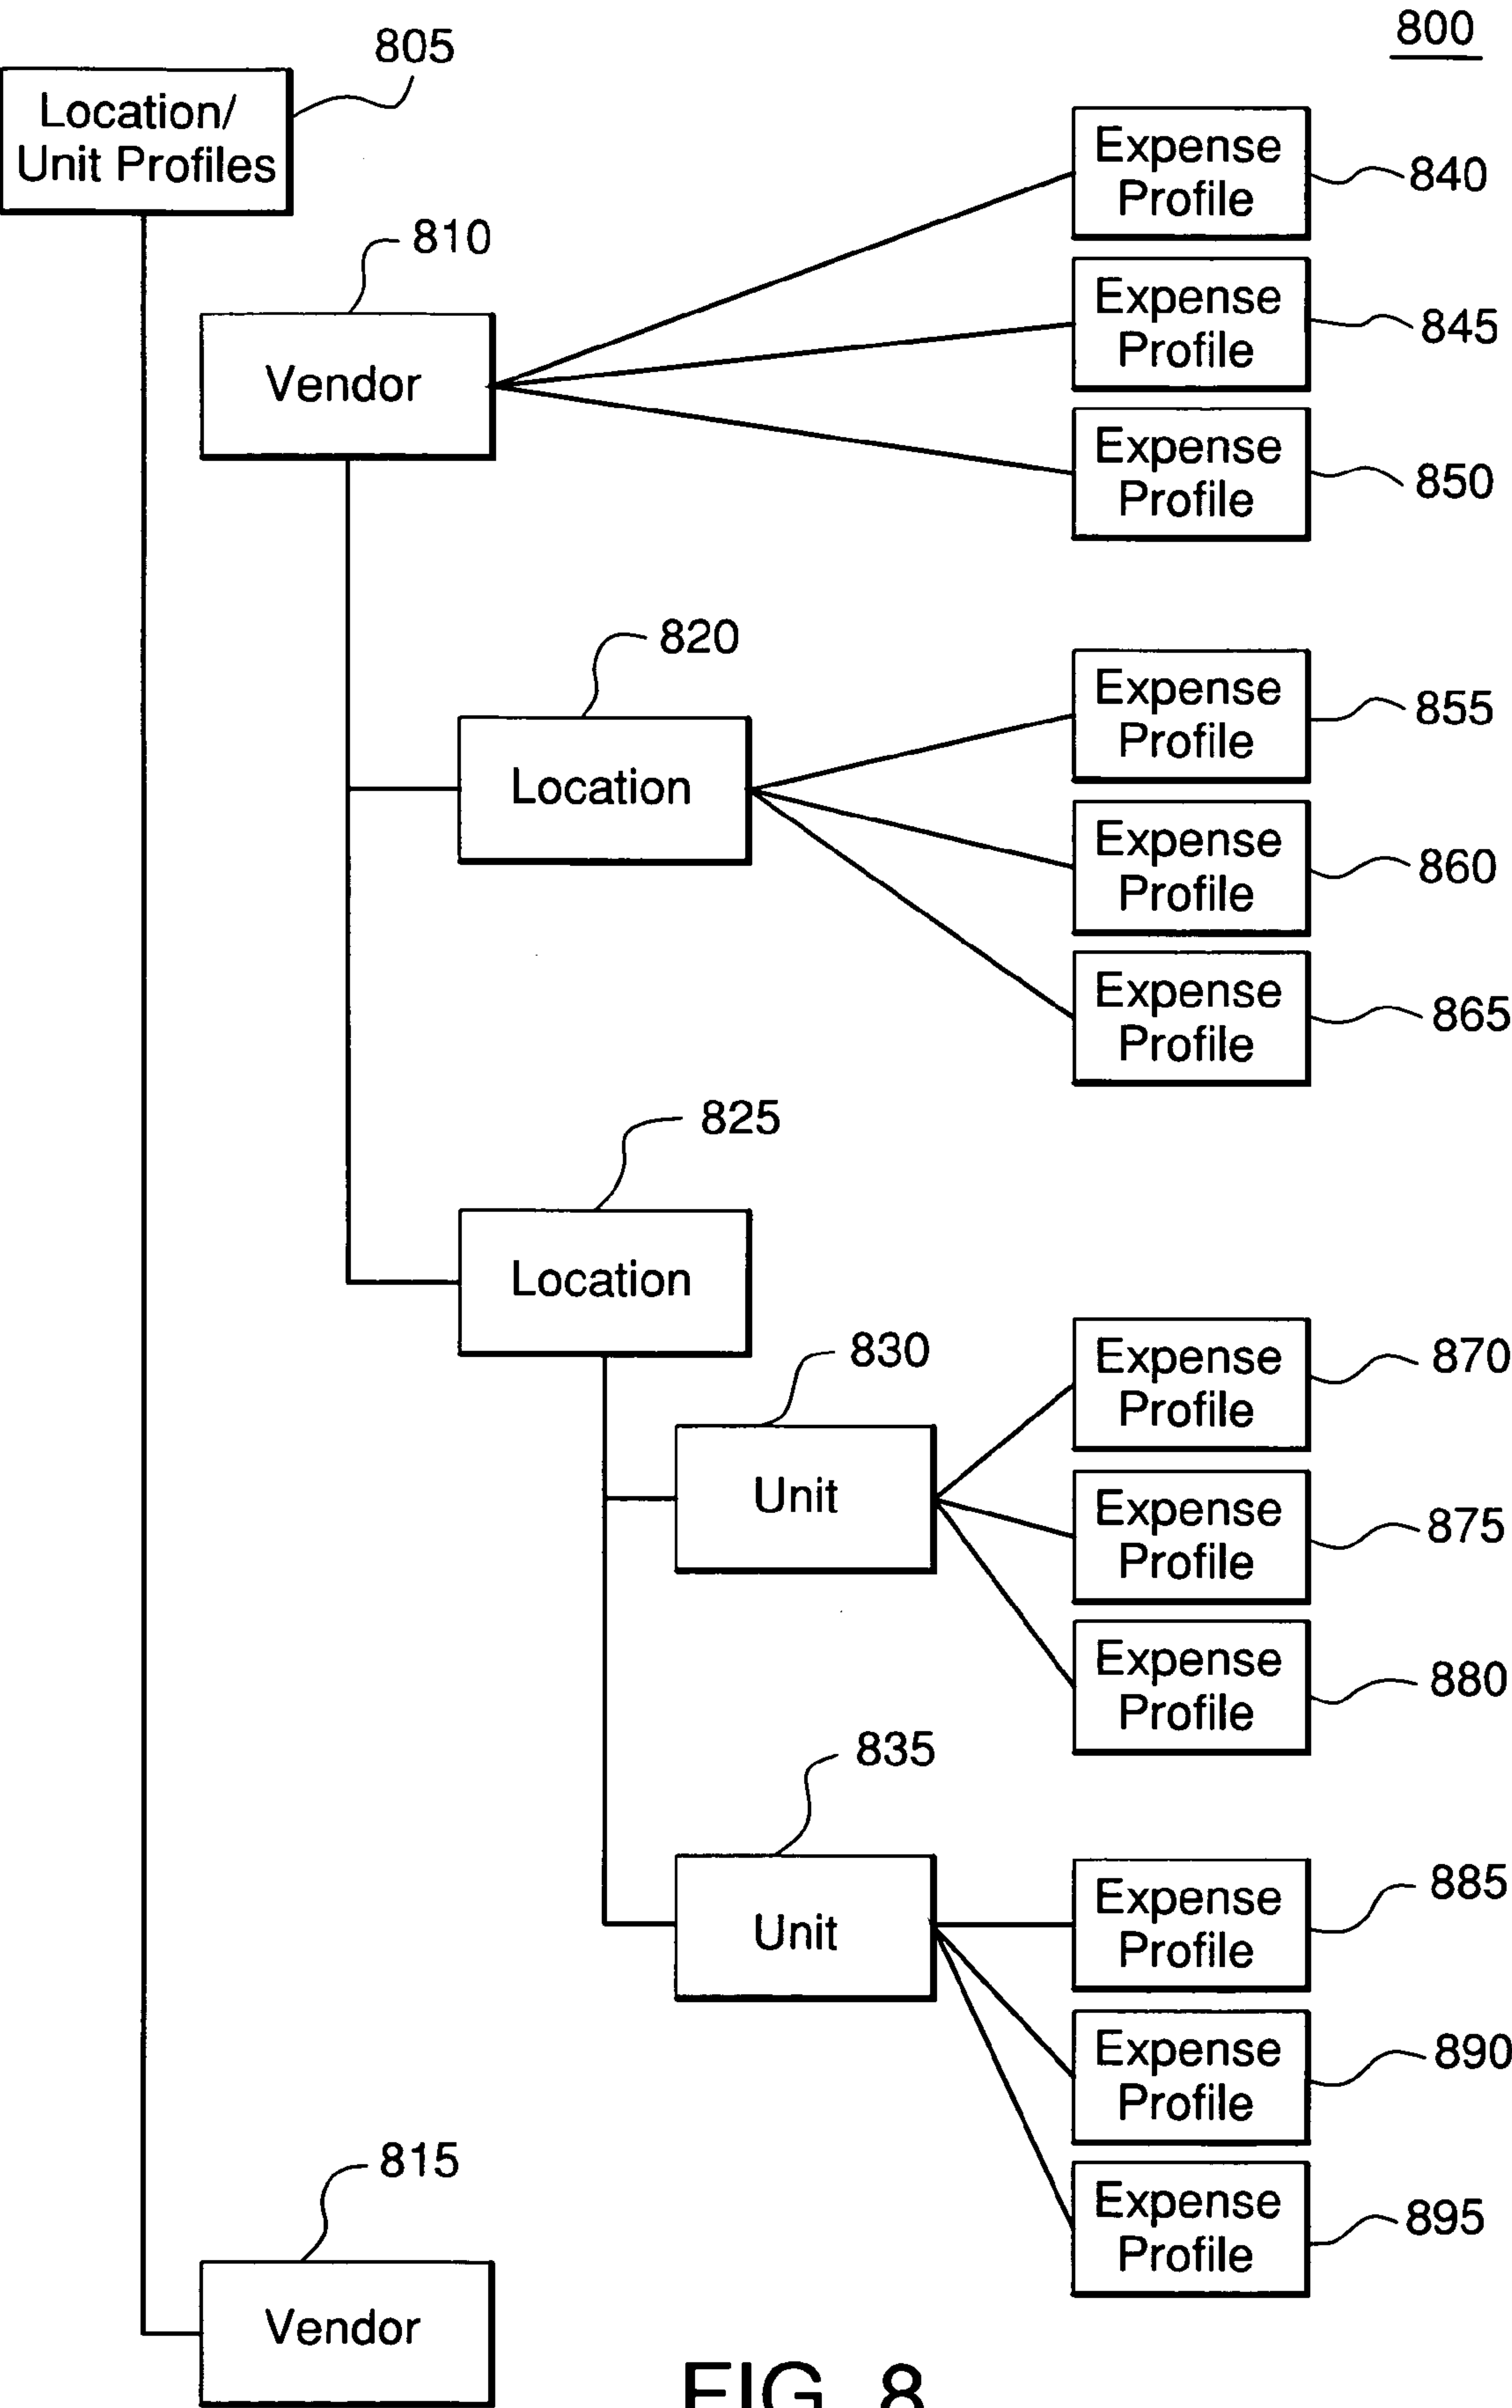 800
805
Location/
Unit Profiles
Expense
Profile
840
810
Vendor
Expense
Profile
845
Expense
Profile
850
820
Location
Expense
Profile
855
Expense
Profile
860
Expense
Profile
865
825
Location
830
Unit
Expense
Profile
870
Expense
Profile
875
Expense
Profile
880
835
Unit
Expense
Profile
885
Expense
Profile
890
Expense
Profile
895
815
Vendor
FIG. 8